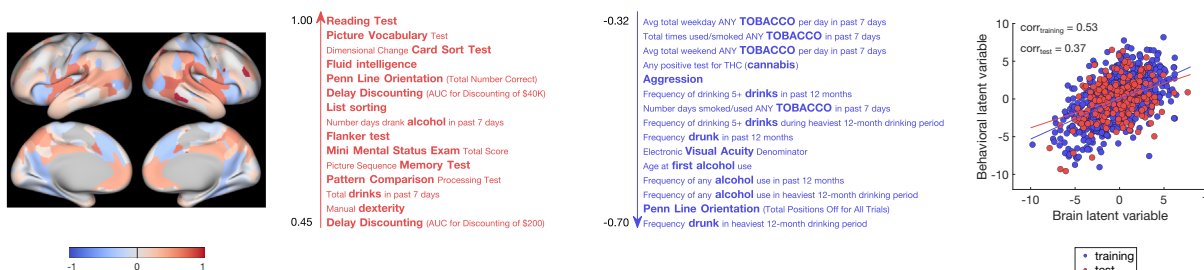 1.00
Reading Test
Picture Vocabulary Test
Dimensional Change Card Sort Test
Fluid intelligence
Penn Line Orientation (Total Number Correct)
Delay Discounting (AUC for Discounting of $40K)
List sorting
Number days drank alcohol in past 7 days
Flanker test
Mini Mental Status Exam Total Score
Picture Sequence Memory Test
Pattern Comparison Processing Test
Total drinks in past 7 days
Manual dexterity
0.45
Delay Discounting (AUC for Discounting of $200)
-0.32
Avg total weekday ANY TOBACCO per day in past 7 days
Total times used/smoked ANY TOBACCO in past 7 days
Avg total weekend ANY TOBACCO per day in past 7 days
Any positive test for THC (cannabis)
Aggression
Frequency of drinking 5+ drinks in past 12 months
Number days smoked/used ANY TOBACCO in past 7 days
Frequency of drinking 5+ drinks during heaviest 12-month drinking period
Frequency drunk in past 12 months
Electronic Visual Acuity Denominator
Age at first alcohol use
Frequency of any alcohol use in past 12 months
Frequency of any alcohol use in heaviest 12-month drinking period
Penn Line Orientation (Total Positions Off for All Trials)
-0.70
Frequency drunk in heaviest 12-month drinking period
10
corr training = 0.53
corr test = 0.37
5
0
-5
-10
Behavioral latent variable
-10 -5 0 5
Brain latent variable
training
test
-1 0 1